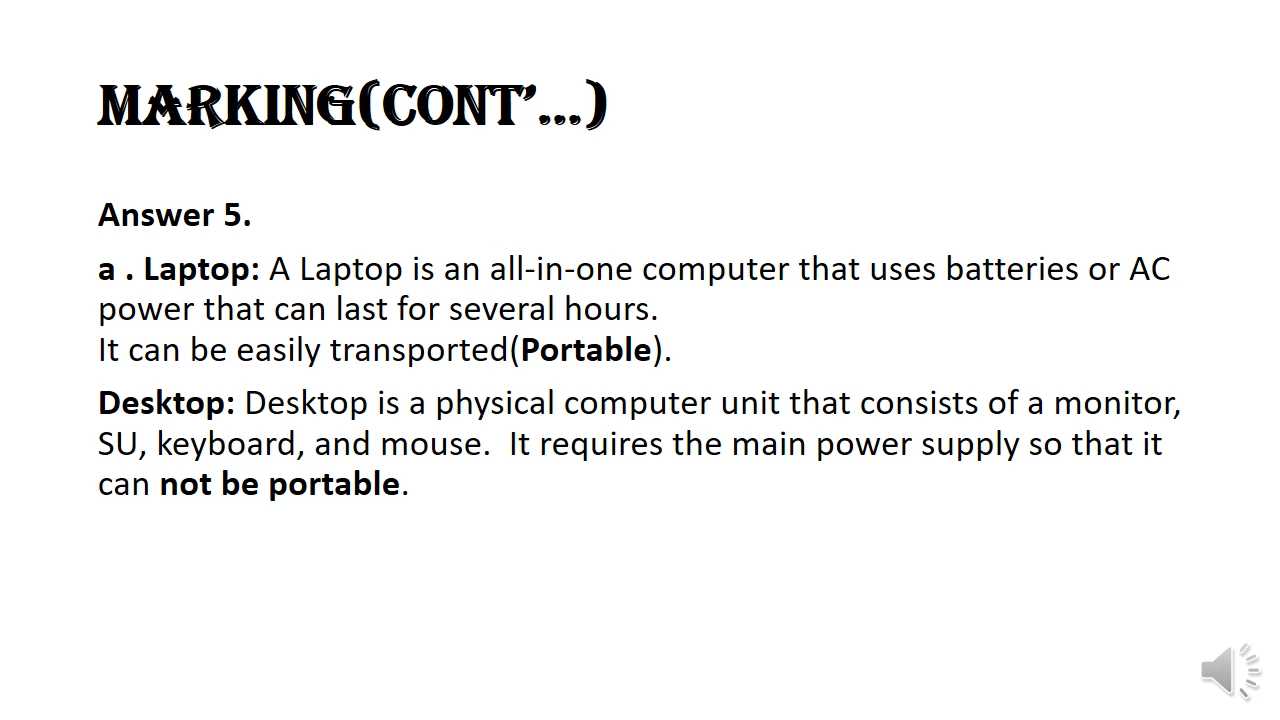 MARKING(CONT’…)
Answer 5.
a . Laptop: A Laptop is an all-in-one computer that uses batteries or AC
power that can last for several hours.
It can be easily transported(Portable).
Desktop: Desktop is a physical computer unit that consists of a monitor,
SU, keyboard, and mouse.  It requires the main power supply so that it
can not be portable.